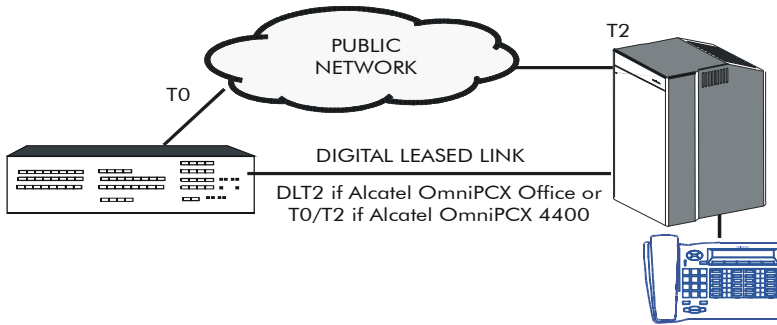 T2
PUBLIC
NETWORK
T0
DIGITAL LEASED LINK
DLT2 if Alcatel OmniPCX Office or
T0/T2 if Alcatel OmniPCX 4400